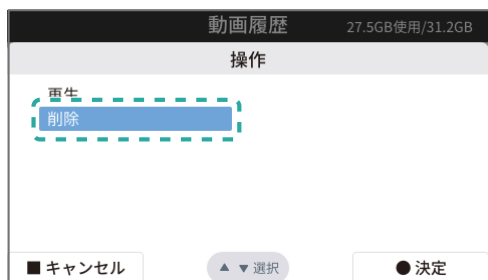 動画履歴 27.5GB使用/31.2GB
操作
再生
削除
■ キャンセル ▲ ▼ 選択 ● 決定